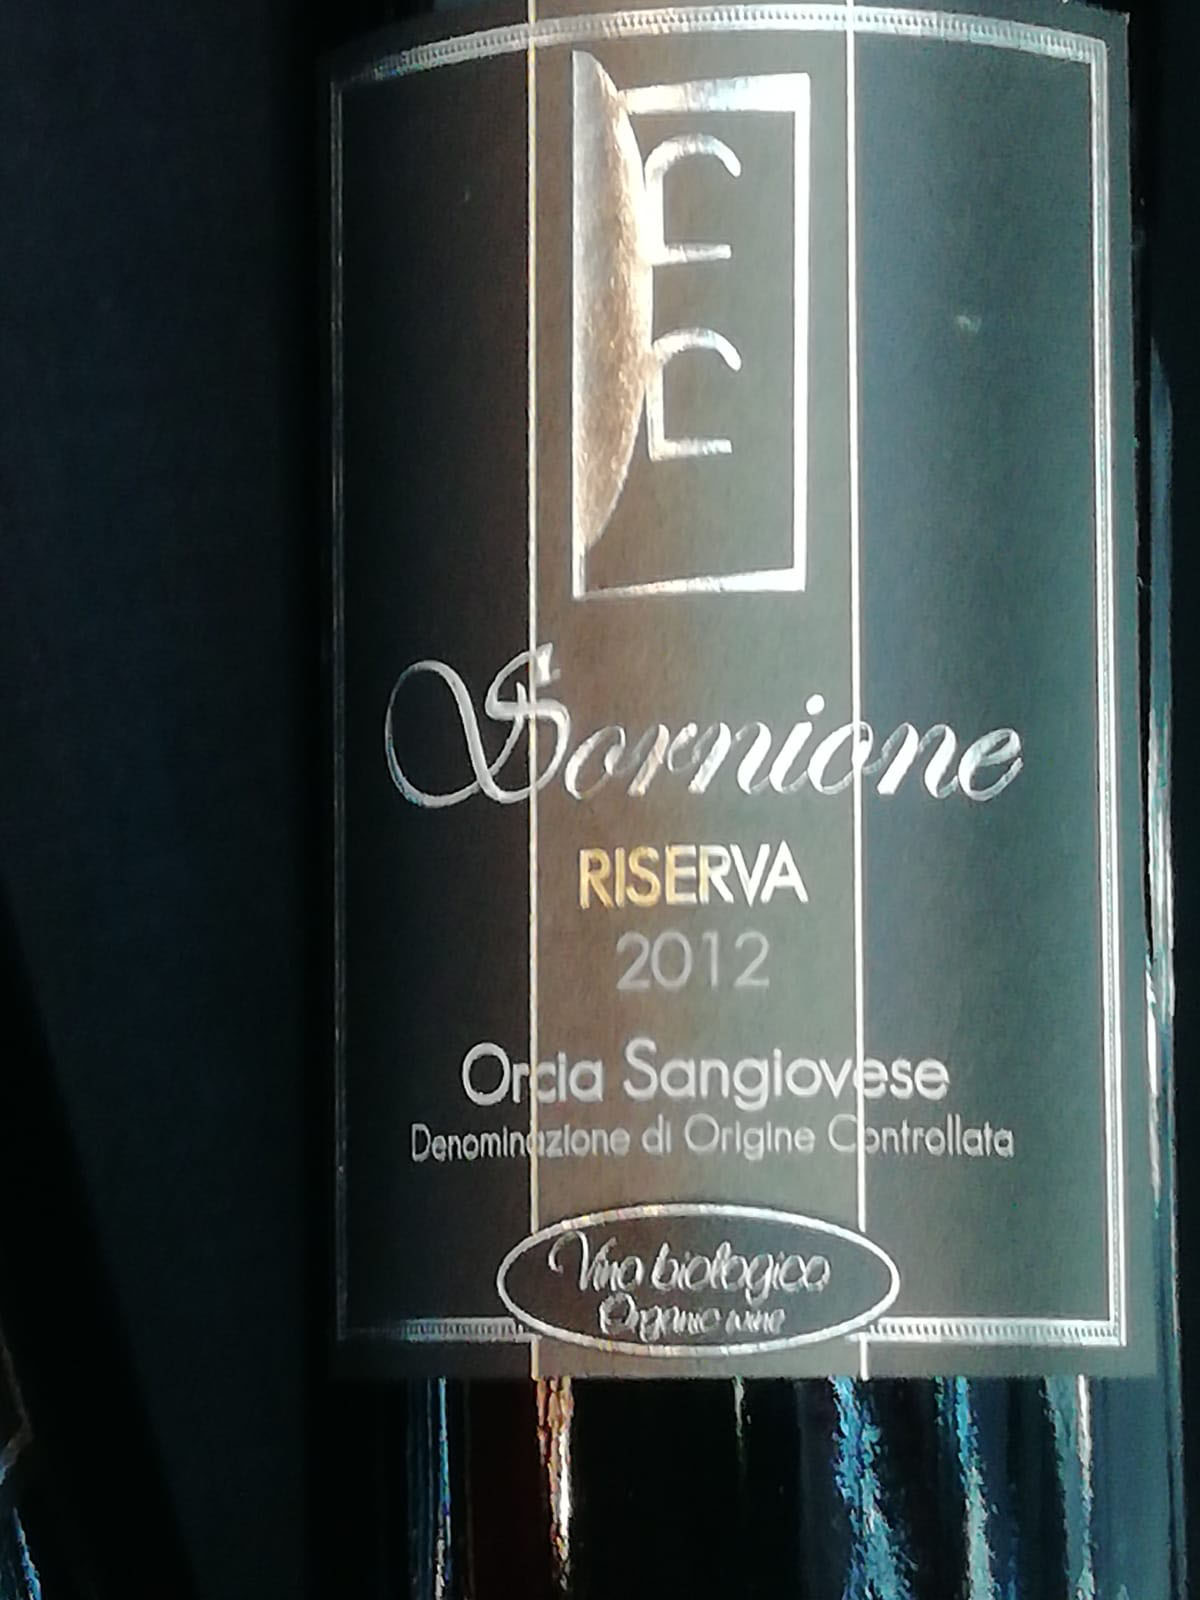 Sornione
RISERVA
2012
Orcia Sangiovese
Denominazione di Origine Controllata
Vino biologico
Organic wine